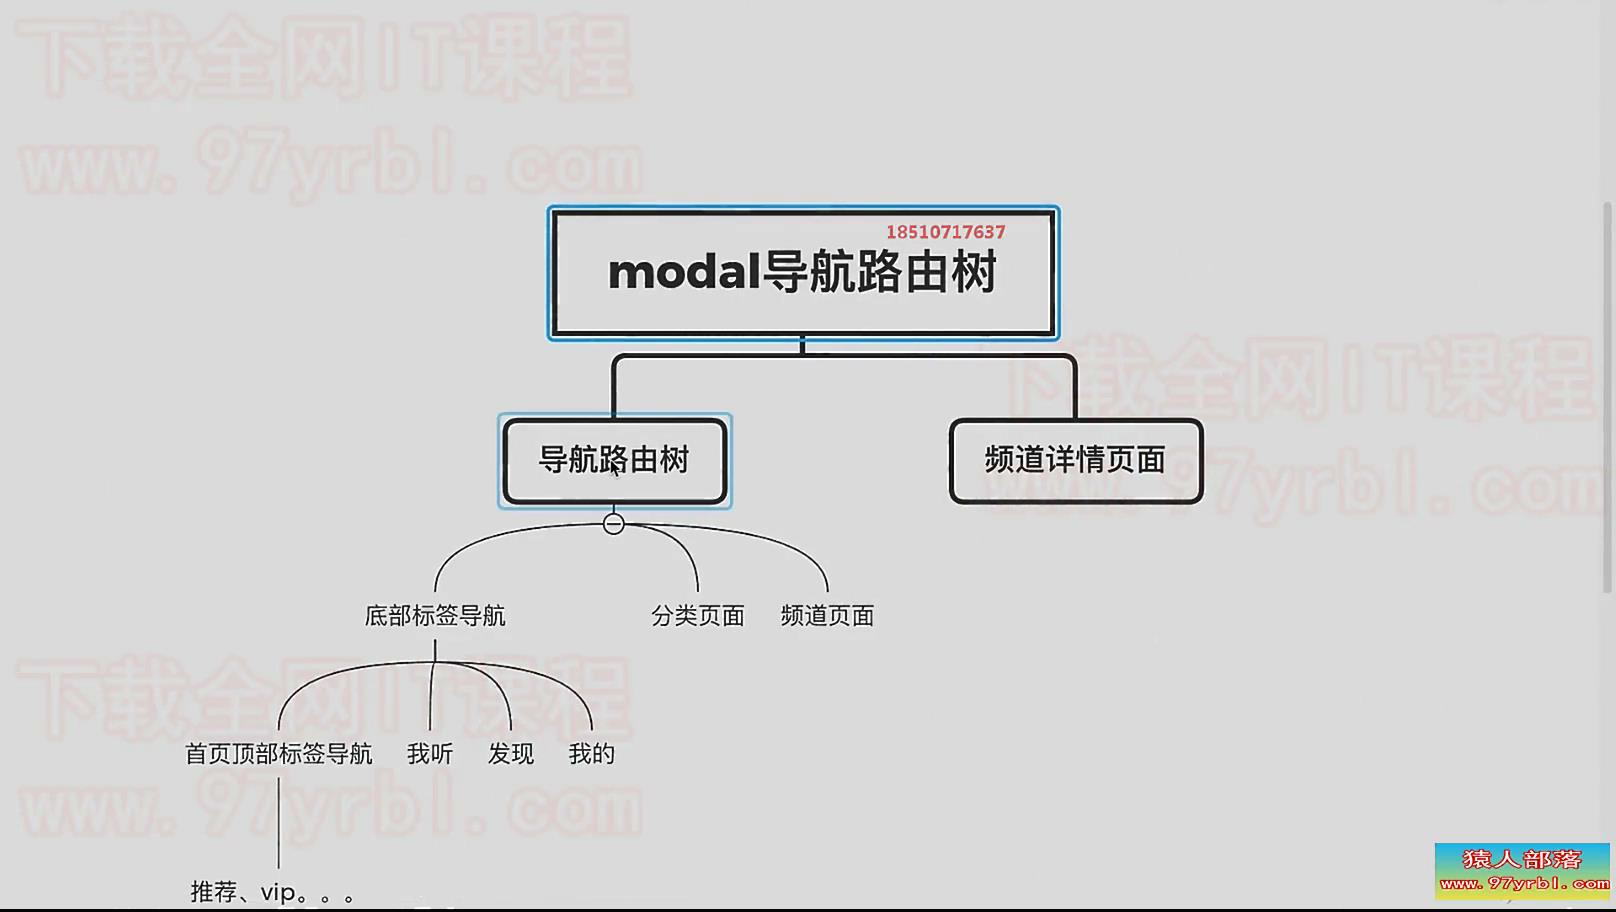 下载全网IT课程
www.97yrbl.com
18510717637
modal导航路由树
下载全网IT课程
导航路由树
频道详情页面
www.97yrbl.com
底部标签导航
分类页面
频道页面
下载全网IT课程
首页顶部标签导航
我听
发现
我的
www.97yrbl.com
推荐、vip。。。
猿人部落
www.97yrbl.com